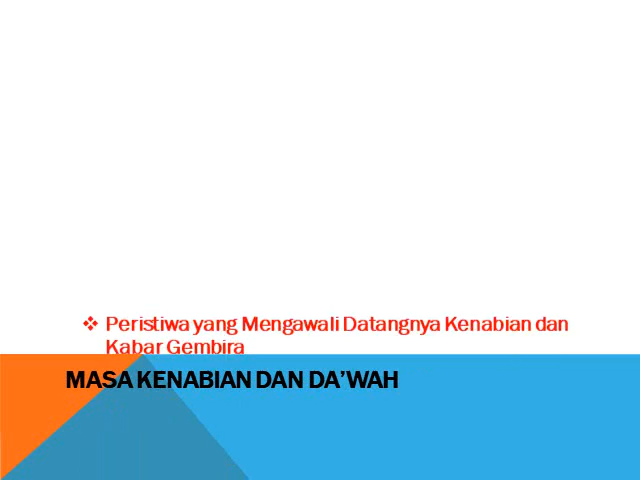 ❖ Peristiwa yang Mengawali Datangnya Kenabian dan
Kabar Gembira
MASA KENABIAN DAN DA’WAH